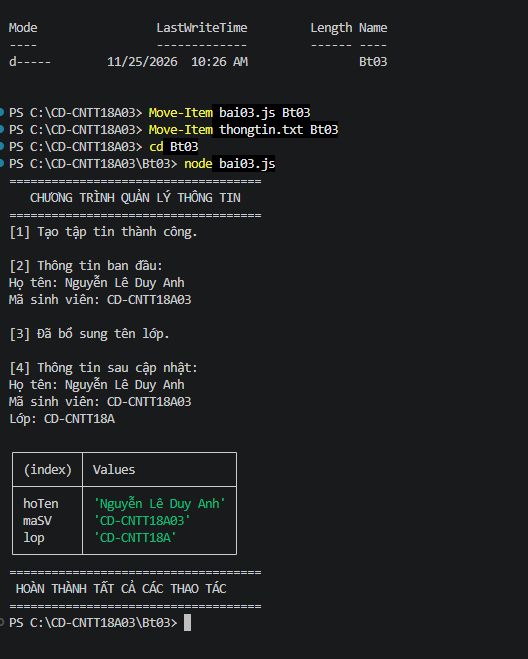 Mode LastWriteTime Length Name
---- ------------- ------ ----
d----- 11/25/2026 10:26 AM Bt03
PS C:\CD-CNTT18A03> Move-Item bai03.js Bt03
PS C:\CD-CNTT18A03> Move-Item thongtin.txt Bt03
PS C:\CD-CNTT18A03> cd Bt03
PS C:\CD-CNTT18A03\Bt03> node bai03.js
====================================
CHƯƠNG TRÌNH QUẢN LÝ THÔNG TIN
====================================
[1] Tạo tập tin thành công.
[2] Thông tin ban đầu:
Họ tên: Nguyễn Lê Duy Anh
Mã sinh viên: CD-CNTT18A03
[3] Đã bổ sung tên lớp.
[4] Thông tin sau cập nhật:
Họ tên: Nguyễn Lê Duy Anh
Mã sinh viên: CD-CNTT18A03
Lớp: CD-CNTT18A
(index) Values
hoTen 'Nguyễn Lê Duy Anh'
maSV 'CD-CNTT18A03'
lop 'CD-CNTT18A'
====================================
HOÀN THÀNH TẤT CẢ CÁC THAO TÁC
====================================
PS C:\CD-CNTT18A03\Bt03>